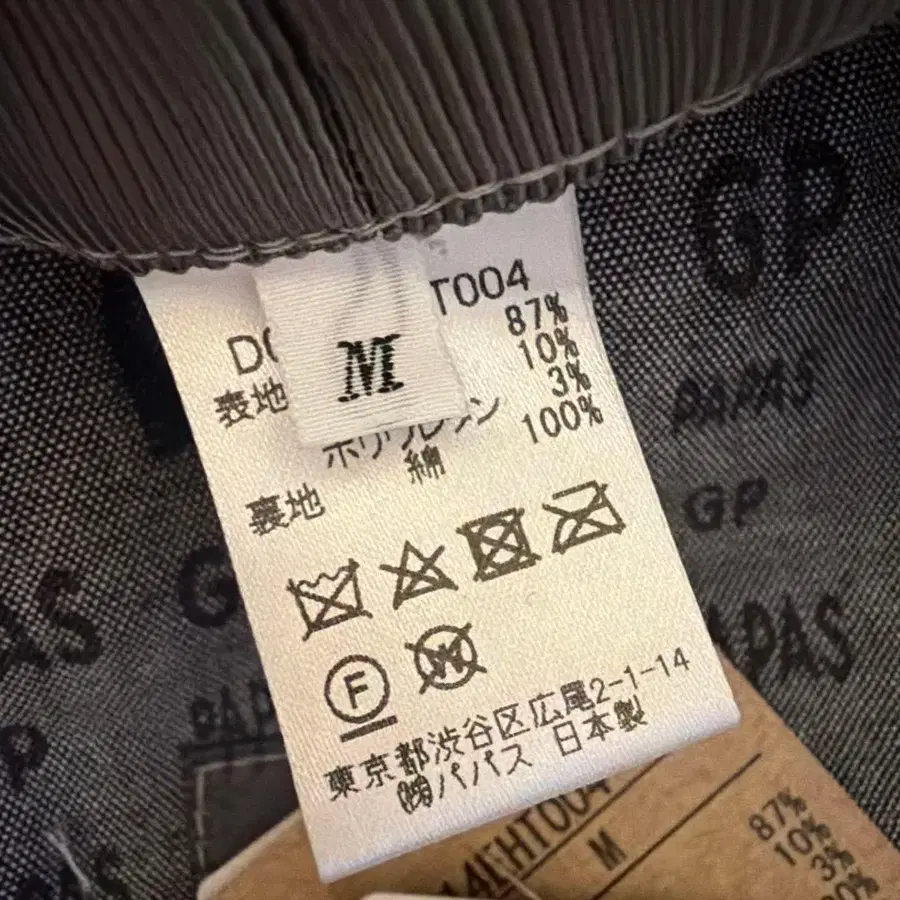 T004
M
87%
表地
10%
3%
ポリウレタン
100%
裏地
綿
F
W
東京都渋谷区広尾2-1-14
㈱パパス 日本製
GP
PAPAS
GP
PAPAS
HT004
M
87%
10%
3%